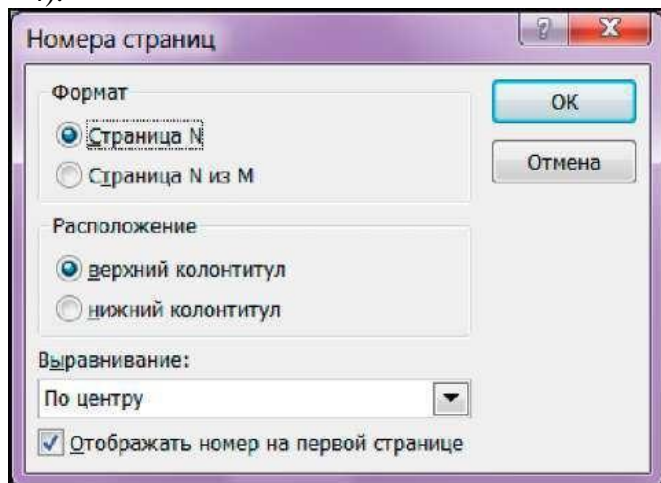 Номера страниц
Формат
Страница N
Страница N из M
Расположение
верхний колонтитул
нижний колонтитул
Выравнивание:
По центру
Отображать номер на первой странице
ОК
Отмена